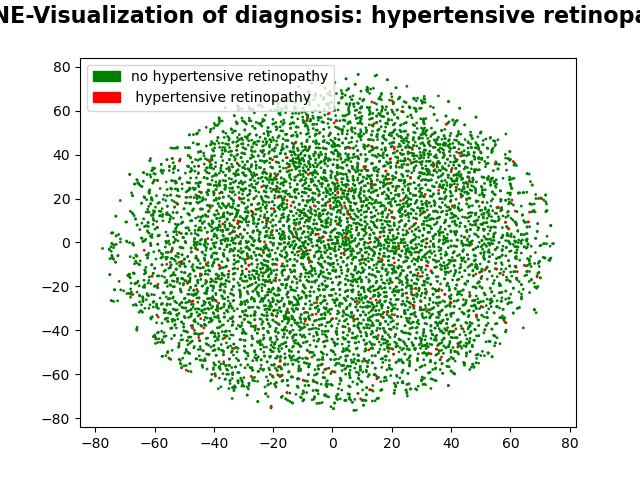 NE-Visualization of diagnosis: hypertensive retinopa
no hypertensive retinopathy
hypertensive retinopathy
80
60
40
20
0
−20
−40
−60
−80
−80 −60 −40 −20 0 20 40 60 80